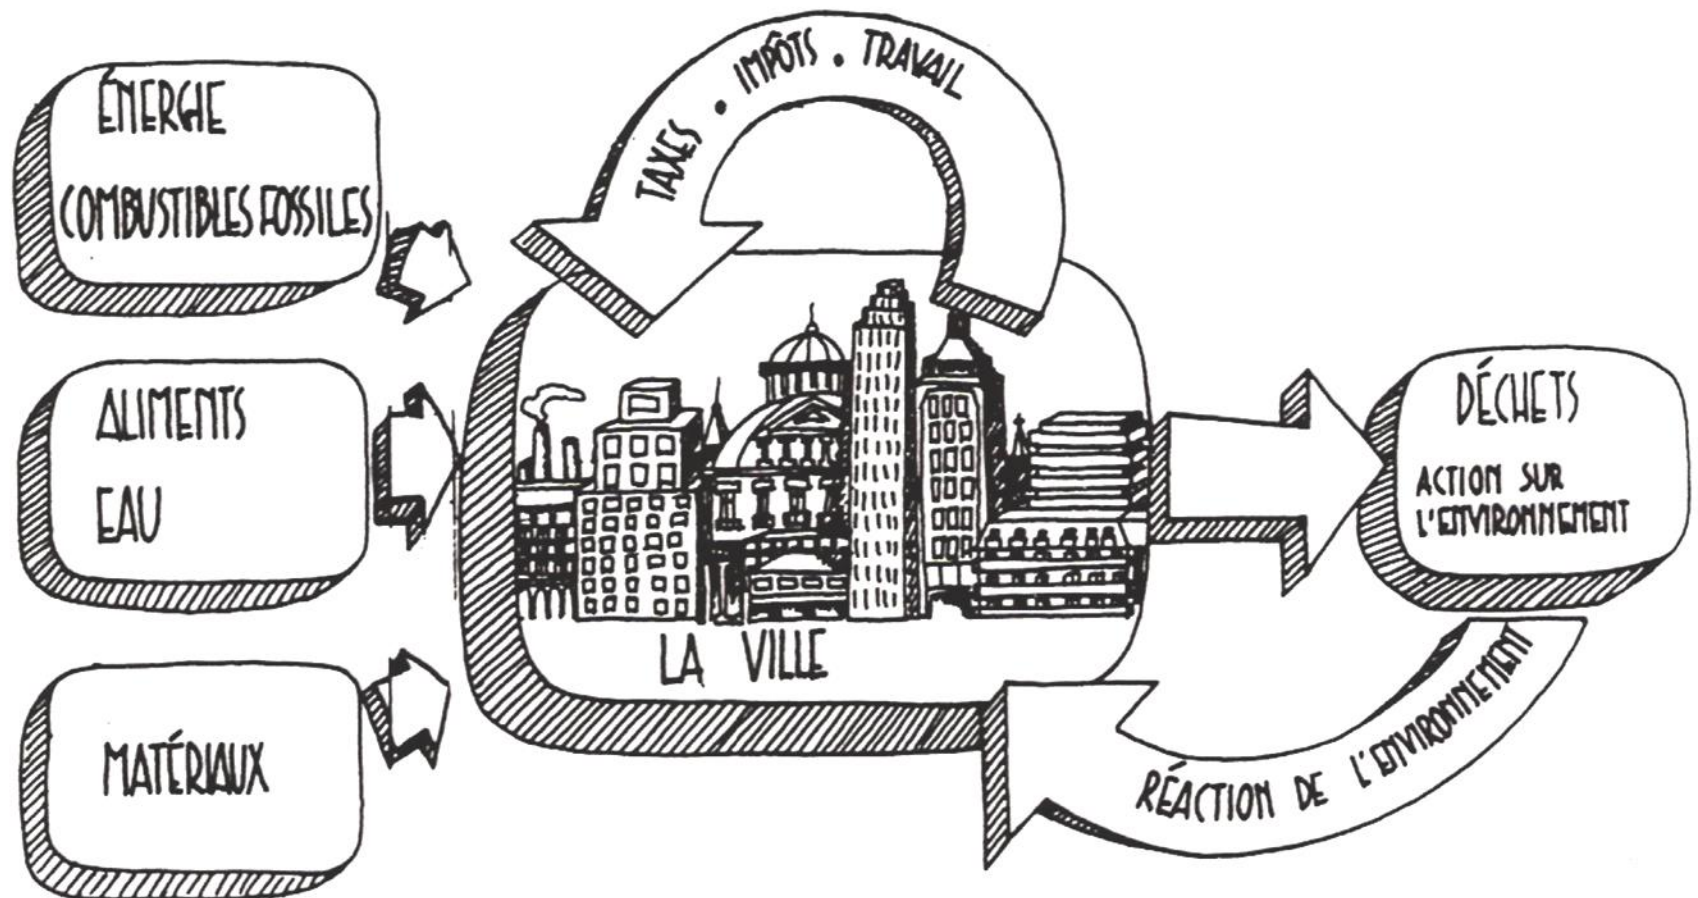 ÉNERGIE
COMBUSTIBLES FOSSILES
ALIMENTS
EAU
MATÉRIAUX
TAXES . IMPÔTS . TRAVAIL
LA VILLE
DÉCHETS
ACTION SUR
L'ENVIRONNEMENT
RÉACTION DE L'ENVIRONNEMENT